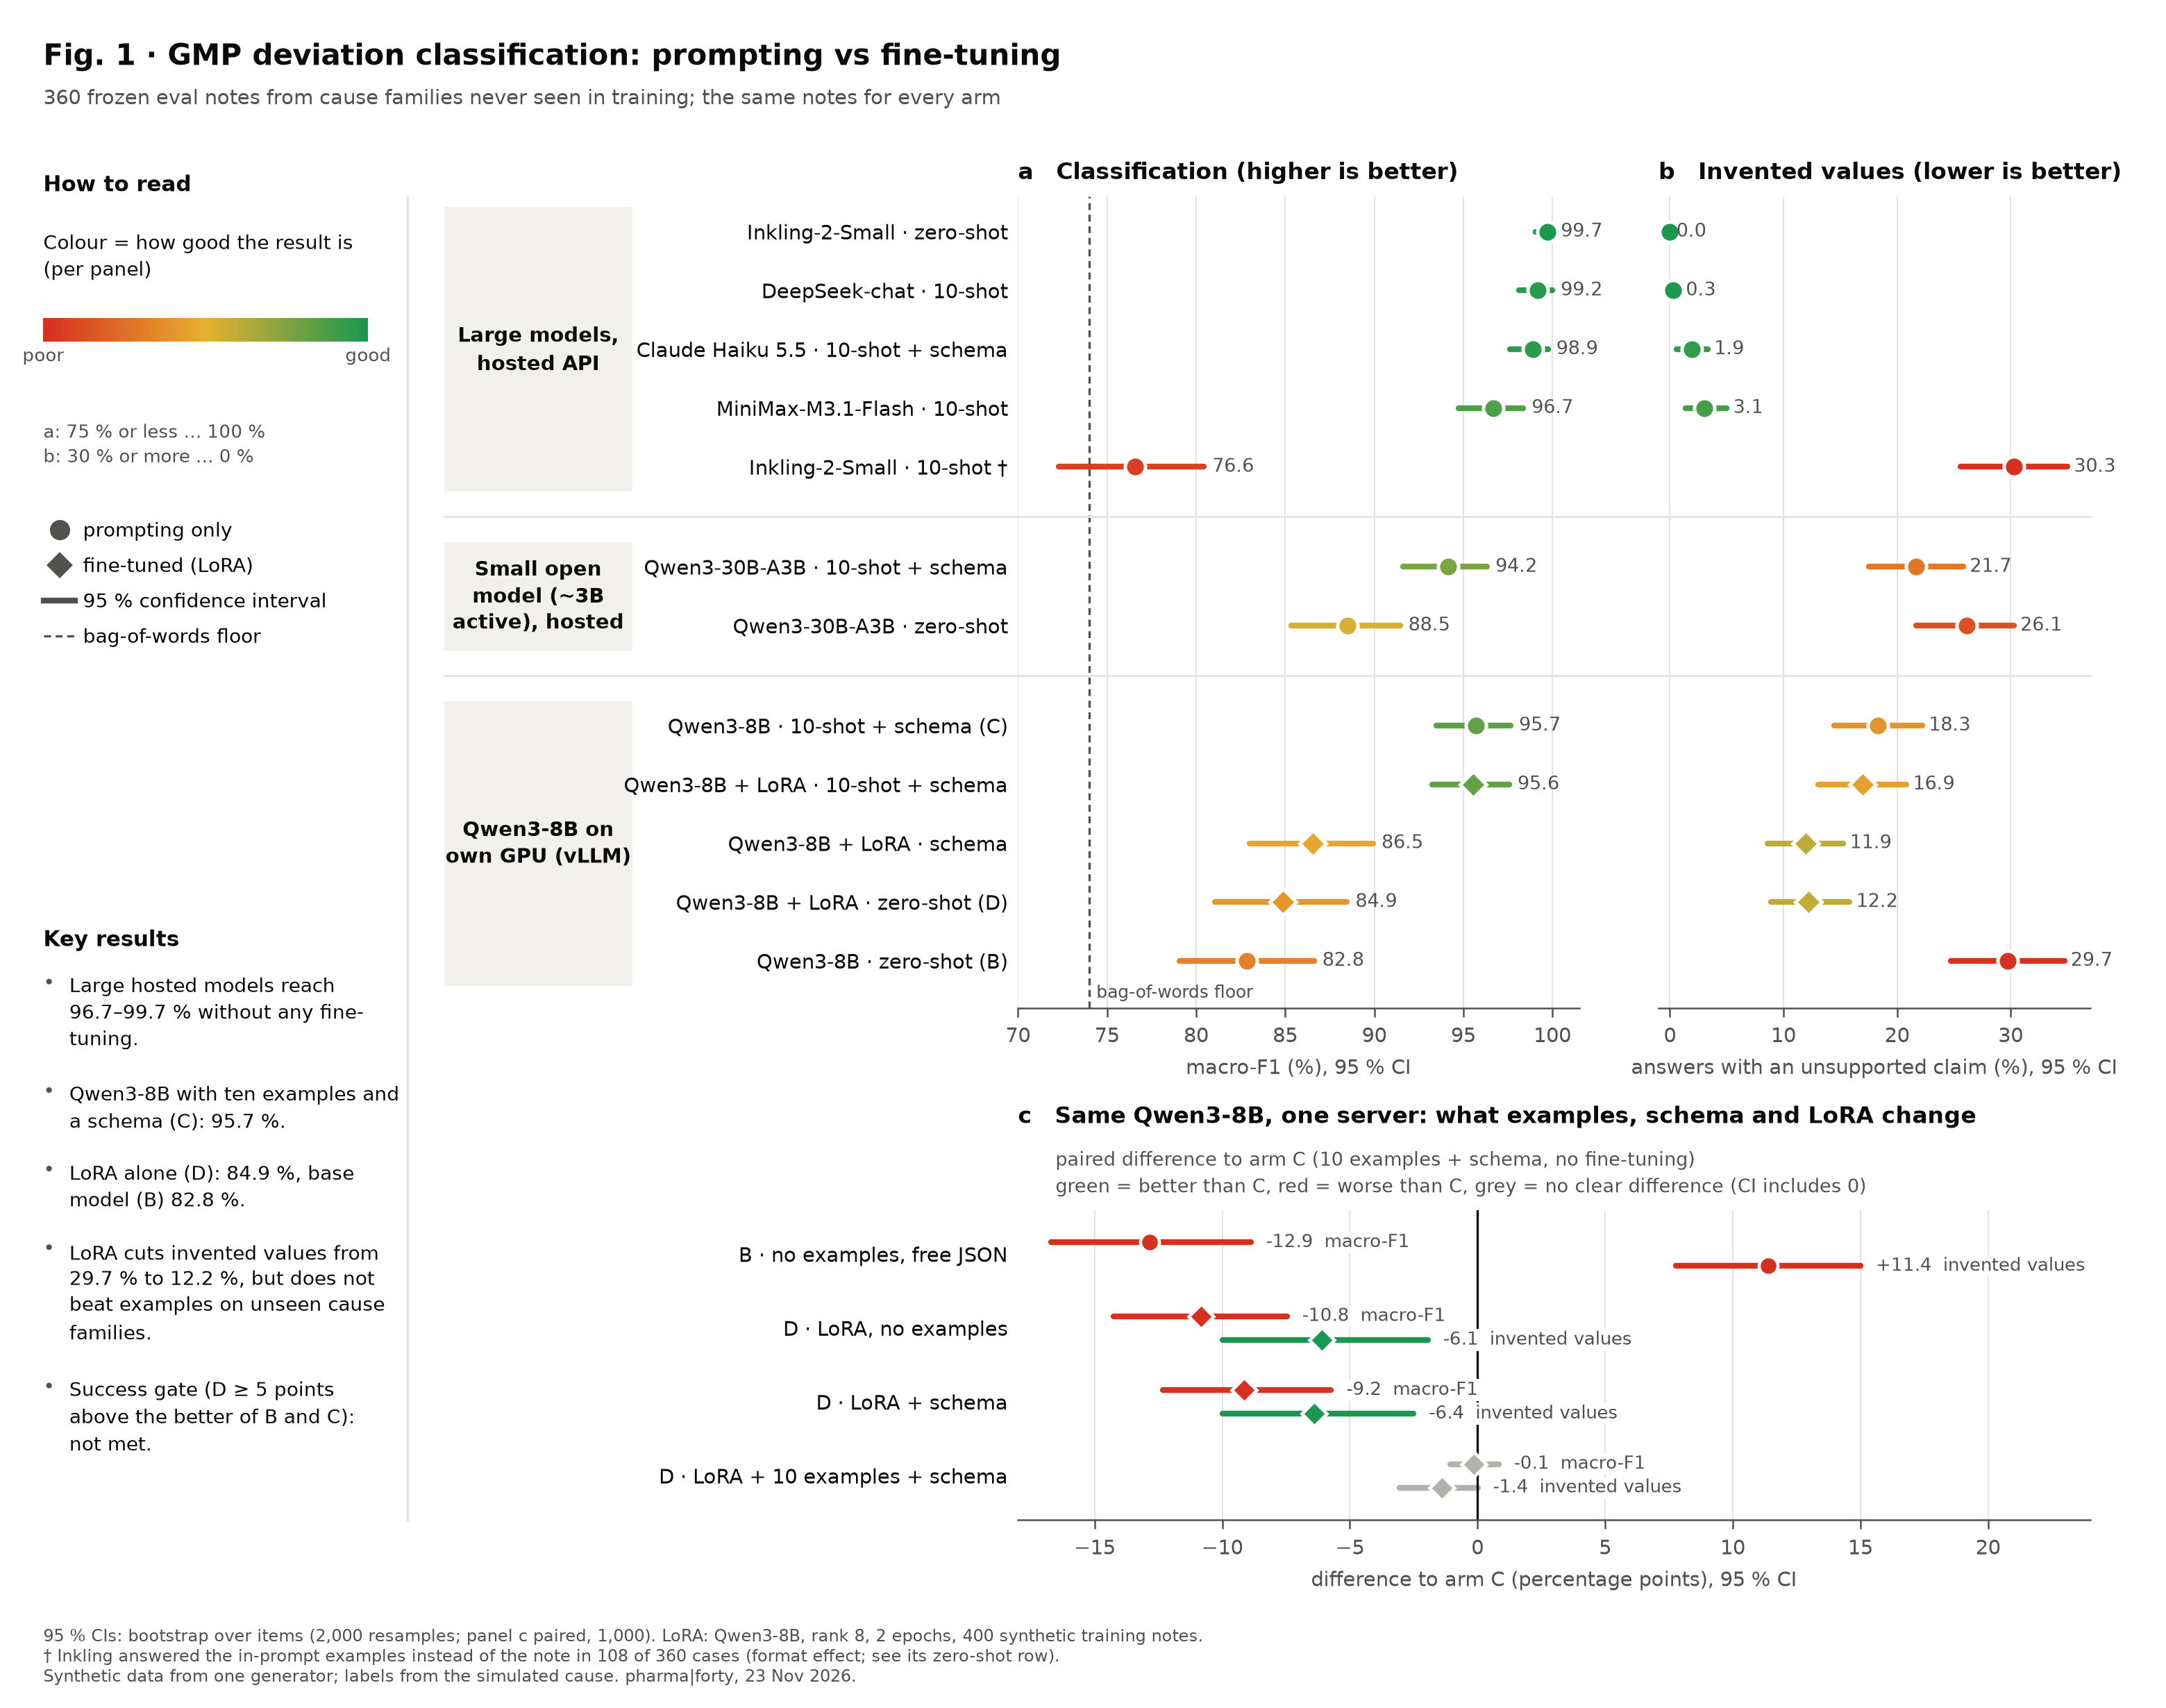 Fig. 1 · GMP deviation classification: prompting vs fine-tuning
360 frozen eval notes from cause families never seen in training; the same notes for every arm
How to read
Colour = how good the result is
(per panel)
poor
good
a: 75 % or less … 100 %
b: 30 % or more … 0 %
prompting only
fine-tuned (LoRA)
95 % confidence interval
bag-of-words floor
Key results
• Large hosted models reach
96.7–99.7 % without any fine-
tuning.
• Qwen3-8B with ten examples and
a schema (C): 95.7 %.
• LoRA alone (D): 84.9 %, base
model (B) 82.8 %.
• LoRA cuts invented values from
29.7 % to 12.2 %, but does not
beat examples on unseen cause
families.
• Success gate (D ≥ 5 points
above the better of B and C):
not met.
a Classification (higher is better)
b Invented values (lower is better)
Large models,
hosted API
Inkling-2-Small · zero-shot 99.7 0.0
DeepSeek-chat · 10-shot 99.2 0.3
Claude Haiku 5.5 · 10-shot + schema 98.9 1.9
MiniMax-M3.1-Flash · 10-shot 96.7 3.1
Inkling-2-Small · 10-shot † 76.6 30.3
Small open
model (~3B
active), hosted
Qwen3-30B-A3B · 10-shot + schema 94.2 21.7
Qwen3-30B-A3B · zero-shot 88.5 26.1
Qwen3-8B on
own GPU (vLLM)
Qwen3-8B · 10-shot + schema (C) 95.7 18.3
Qwen3-8B + LoRA · 10-shot + schema 95.6 16.9
Qwen3-8B + LoRA · schema 86.5 11.9
Qwen3-8B + LoRA · zero-shot (D) 84.9 12.2
Qwen3-8B · zero-shot (B) 82.8 29.7
bag-of-words floor
70 75 80 85 90 95 100
macro-F1 (%), 95 % CI
0 10 20 30
answers with an unsupported claim (%), 95 % CI
c Same Qwen3-8B, one server: what examples, schema and LoRA change
paired difference to arm C (10 examples + schema, no fine-tuning)
green = better than C, red = worse than C, grey = no clear difference (CI includes 0)
B · no examples, free JSON
-12.9 macro-F1
+11.4 invented values
D · LoRA, no examples
-10.8 macro-F1
-6.1 invented values
D · LoRA + schema
-9.2 macro-F1
-6.4 invented values
D · LoRA + 10 examples + schema
-0.1 macro-F1
-1.4 invented values
−15 −10 −5 0 5 10 15 20
difference to arm C (percentage points), 95 % CI
95 % CIs: bootstrap over items (2,000 resamples; panel c paired, 1,000). LoRA: Qwen3-8B, rank 8, 2 epochs, 400 synthetic training notes.
† Inkling answered the in-prompt examples instead of the note in 108 of 360 cases (format effect; see its zero-shot row).
Synthetic data from one generator; labels from the simulated cause. pharma|forty, 23 Nov 2026.